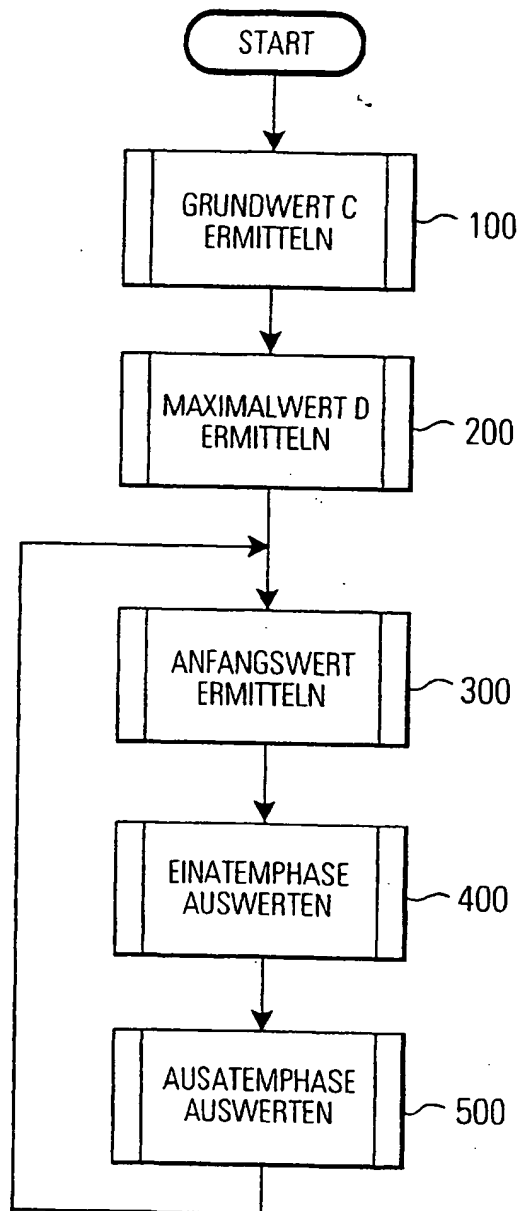 START
GRUNDWERT C
ERMITTELN
100
MAXIMALWERT D
ERMITTELN
200
ANFANGSWERT
ERMITTELN
300
EINATEMPHASE
AUSWERTEN
400
AUSATEMPHASE
AUSWERTEN
500